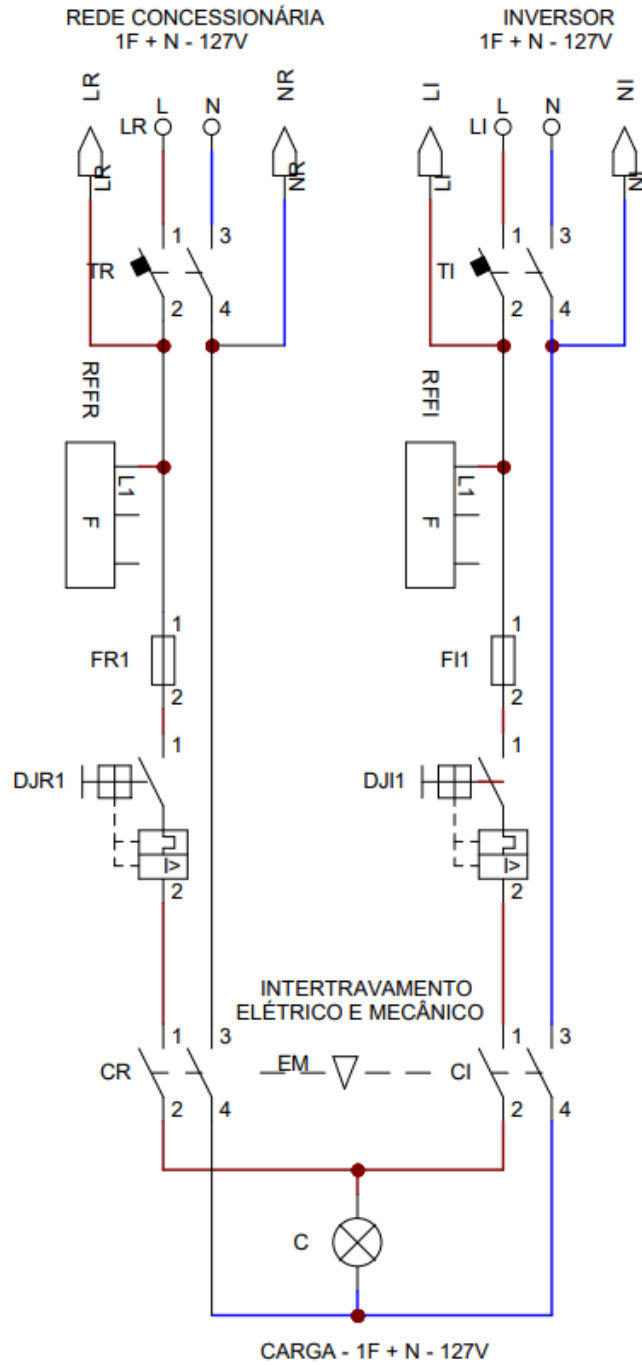 REDE CONCESSIONÁRIA
1F + N - 127V
INVERSOR
1F + N - 127V
LR
NR
LI
NI
L
N
LR
L
N
LI
LR
NR
LI
NI
1
3
TR
2
4
1
3
TI
2
4
RFFR
RFFI
L1
F
L1
F
1
FR1
2
1
FI1
2
1
DJR1
I>
2
1
DJI1
I>
2
INTERTRAVAMENTO
ELÉTRICO E MECÂNICO
1
3
CR
2
4
EM
1
3
CI
2
4
C
CARGA - 1F + N - 127V